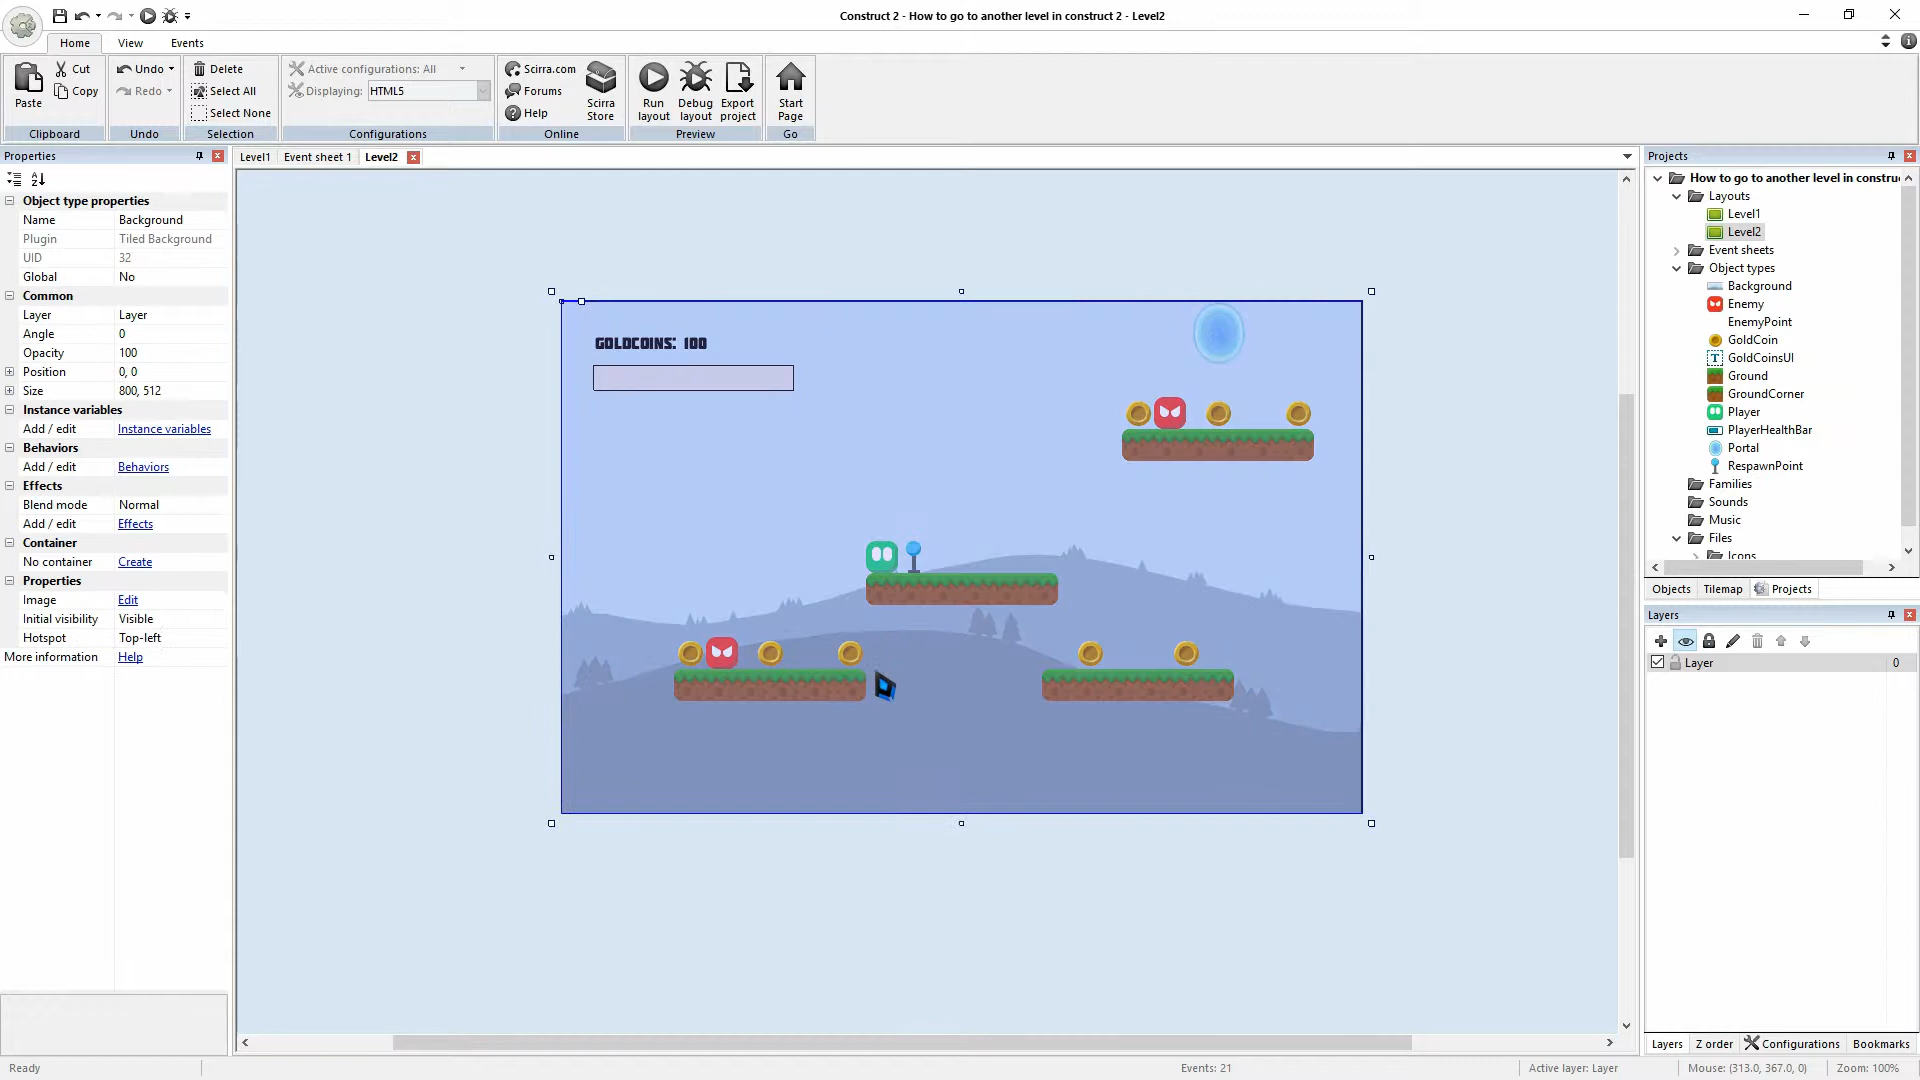 Construct 2 - How to go to another level in construct 2 - Level2
Home
View
Events
Paste
Cut
Copy
Clipboard
Undo
Redo
Undo
Delete
Select All
Select None
Selection
Active configurations: All
Displaying:
HTML5
Configurations
Scirra.com
Forums
Help
Scirra
Store
Online
Run
layout
Debug
layout
Export
project
Preview
Start
Page
Go
Properties
Object type properties
Name
Background
Plugin
Tiled Background
UID
32
Global
No
Common
Layer
Layer
Angle
0
Opacity
100
Position
0, 0
Size
800, 512
Instance variables
Add / edit
Instance variables
Behaviors
Add / edit
Behaviors
Effects
Blend mode
Normal
Add / edit
Effects
Container
No container
Create
Properties
Image
Edit
Initial visibility
Visible
Hotspot
Top-left
More information
Help
Level1
Event sheet 1
Level2
GOLDCOINS: 100
Projects
How to go to another level in constru
Layouts
Level1
Level2
Event sheets
Object types
Background
Enemy
EnemyPoint
GoldCoin
GoldCoinsUI
Ground
GroundCorner
Player
PlayerHealthBar
Portal
RespawnPoint
Families
Sounds
Music
Files
Icons
Objects
Tilemap
Projects
Layers
Layer
0
Layers
Z order
Configurations
Bookmarks
Ready
Events: 21
Active layer: Layer
Mouse: (313.0, 367.0, 0)
Zoom: 100%